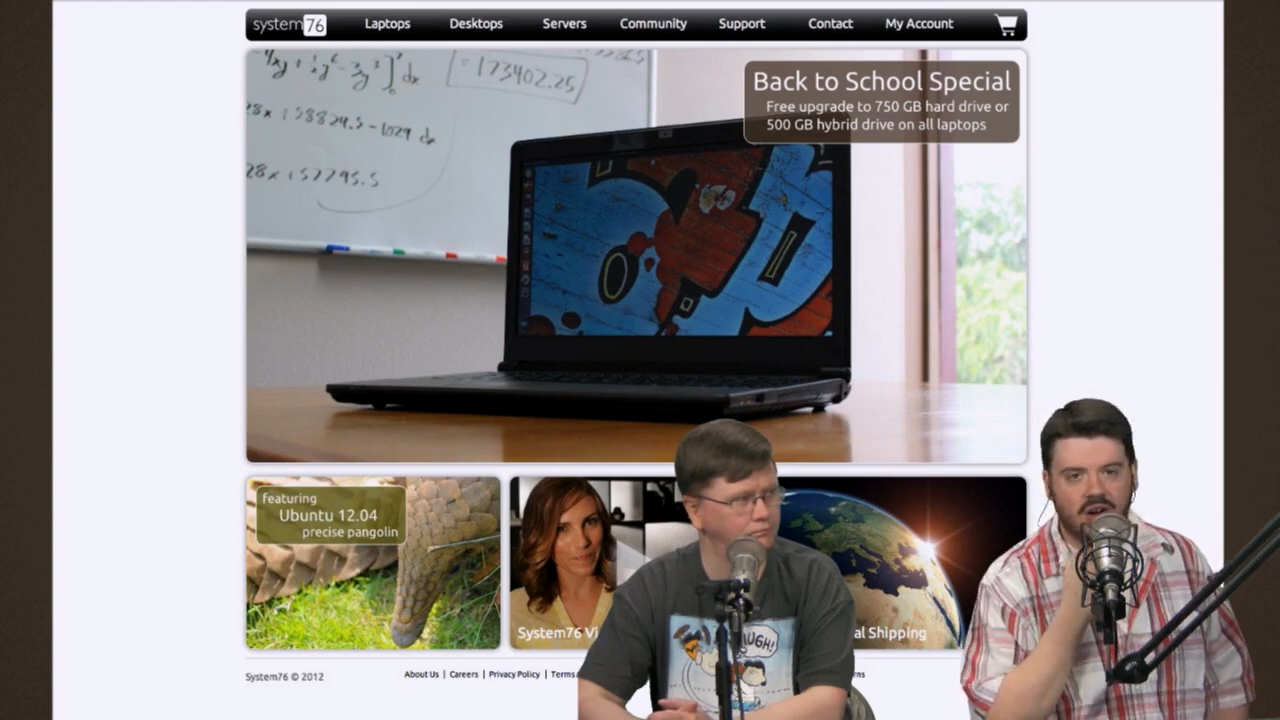 system76 Laptops Desktops Servers Community Support Contact My Account
= 173402.25
Back to School Special
Free upgrade to 750 GB hard drive or
500 GB hybrid drive on all laptops
featuring
Ubuntu 12.04
precise pangolin
System76 Vi
al Shipping
UGH!
System76 © 2012
About Us | Careers | Privacy Policy | Terms
rns